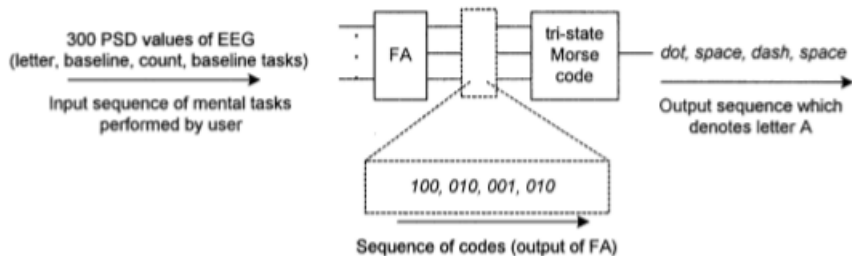 300 PSD values of EEG
(letter, baseline, count, baseline tasks)
Input sequence of mental tasks
performed by user
FA
tri-state
Morse
code
dot, space, dash, space
Output sequence which
denotes letter A
100, 010, 001, 010
Sequence of codes (output of FA)